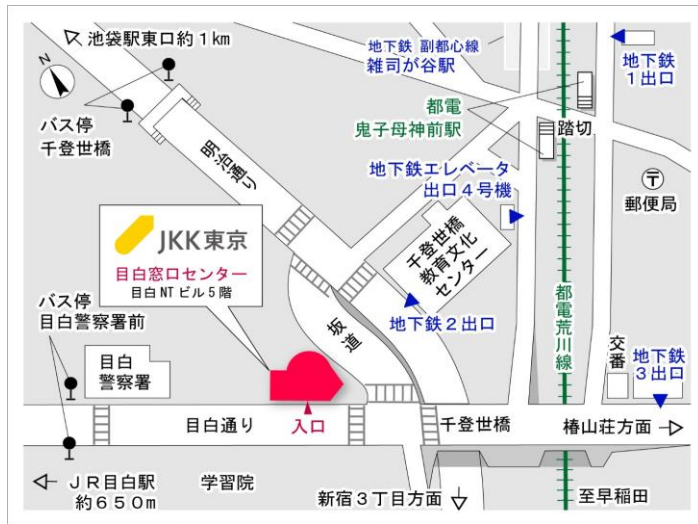 池袋駅東口約1km
N
バス停
千登世橋
明治通り
地下鉄 副都心線
雑司が谷駅
地下鉄
1出口
都電
鬼子母神前駅
踏切
地下鉄エレベータ
出口4号機
〒
郵便局
千登世橋
教育文化
センター
JKK東京
目白窓口センター
目白NTビル5階
バス停
目白警察署前
目白
警察署
坂道
地下鉄2出口
都電荒川線
交番
地下鉄
3出口
目白通り
入口
千登世橋
椿山荘方面
JR目白駅
約650m
学習院
新宿3丁目方面
至早稲田